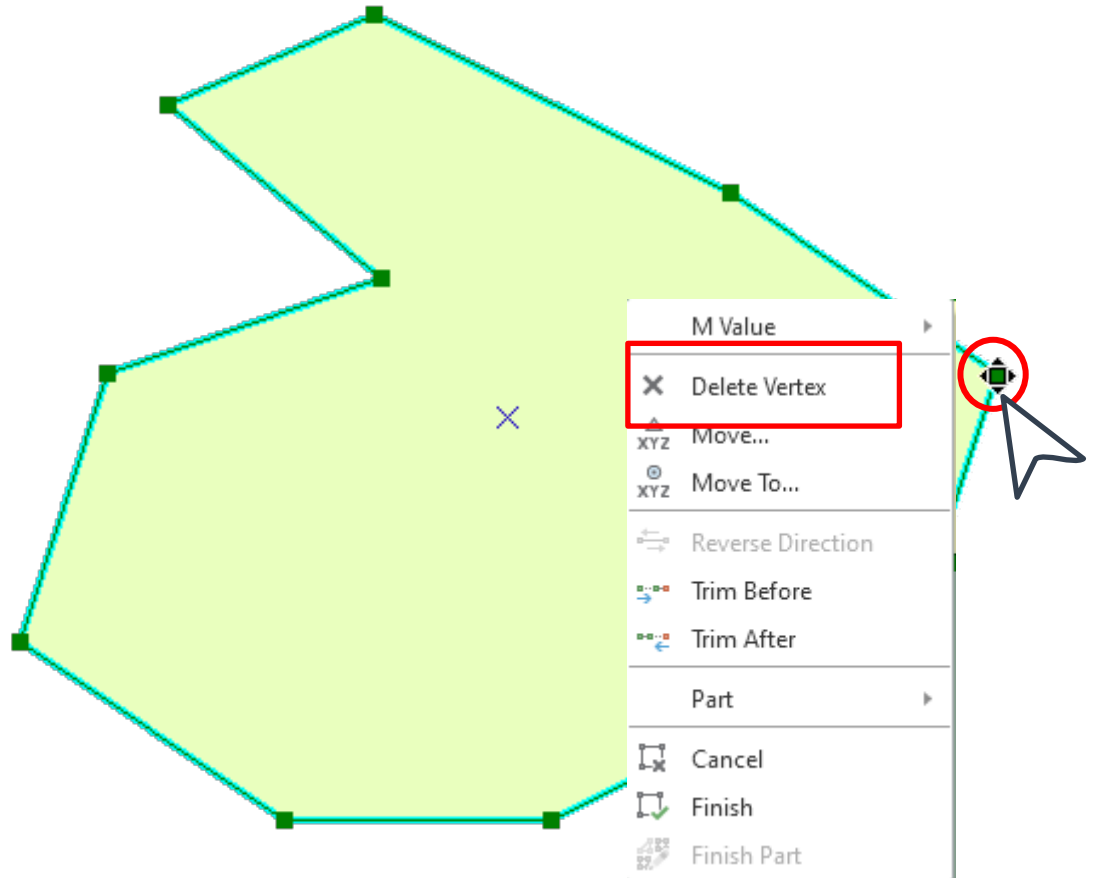 M Value
Delete Vertex
XYZ Move...
XYZ Move To...
Reverse Direction
Trim Before
Trim After
Part
Cancel
Finish
Finish Part